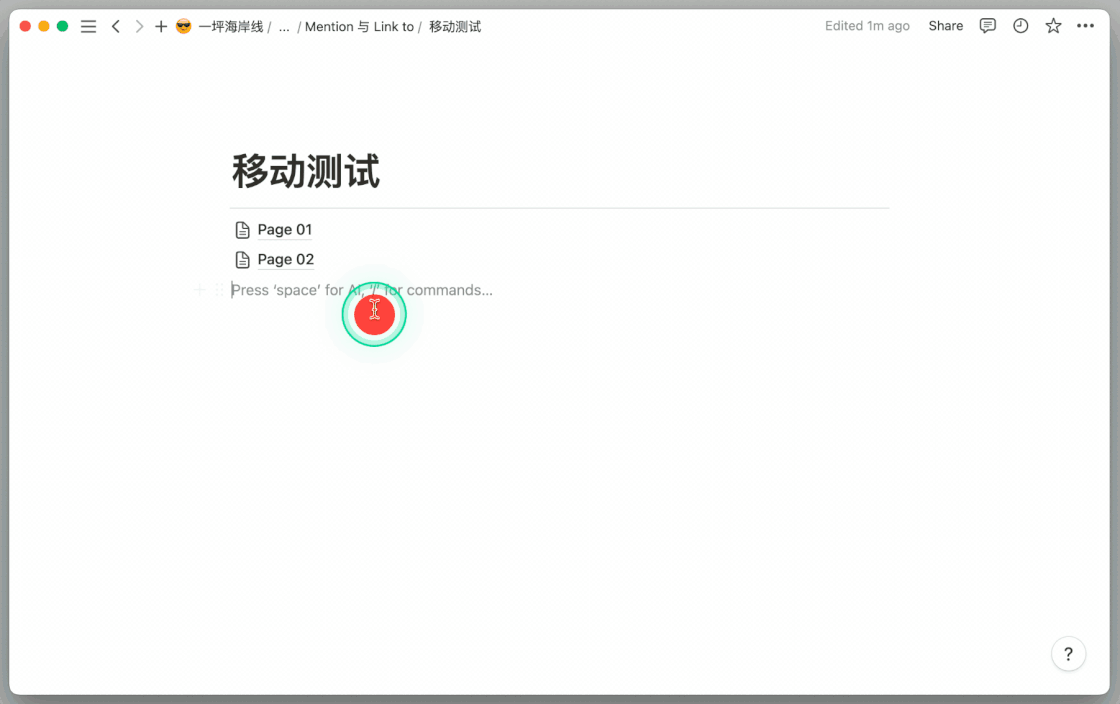 一坪海岸线 / ... / Mention 与 Link to / 移动测试 Edited 1m ago Share
移动测试
Page 01
Page 02
Press ‘space’ for AI, ‘/’ for commands...
?